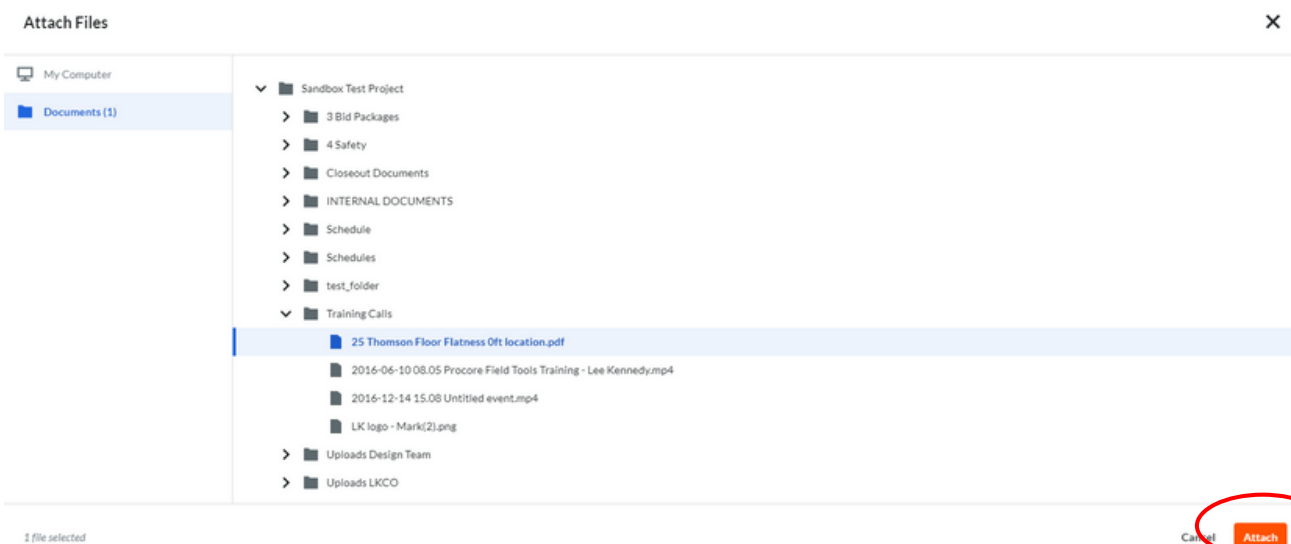 Attach Files
My Computer
Documents (1)
Sandbox Test Project
3 Bid Packages
4 Safety
Closeout Documents
INTERNAL DOCUMENTS
Schedule
Schedules
test_folder
Training Calls
25 Thomson Floor Flatness 0ft location.pdf
2016-06-10 08.05 Procore Field Tools Training - Lee Kennedy.mp4
2016-12-14 15.08 Untitled event.mp4
LK logo - Mark(2).png
Uploads Design Team
Uploads LKCO
1 file selected
Cancel
Attach